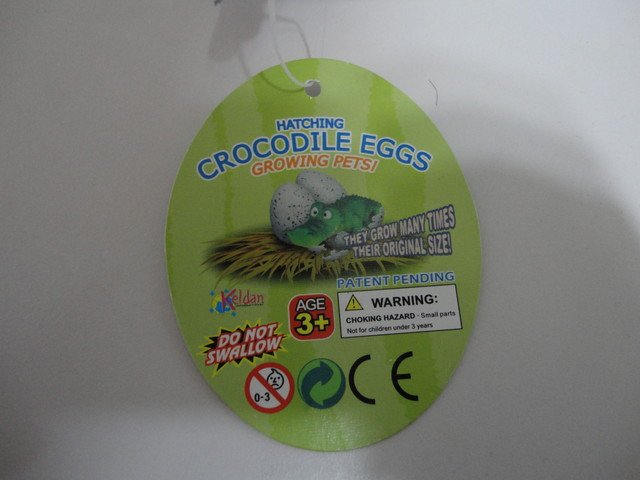 HATCHING
CROCODILE EGGS
GROWING PETS!
THEY GROW MANY TIMES
THEIR ORIGINAL SIZE!
PATENT PENDING
Keldan
AGE
3+
WARNING:
CHOKING HAZARD - Small parts
Not for children under 3 years
DO NOT
SWALLOW
0-3
CE